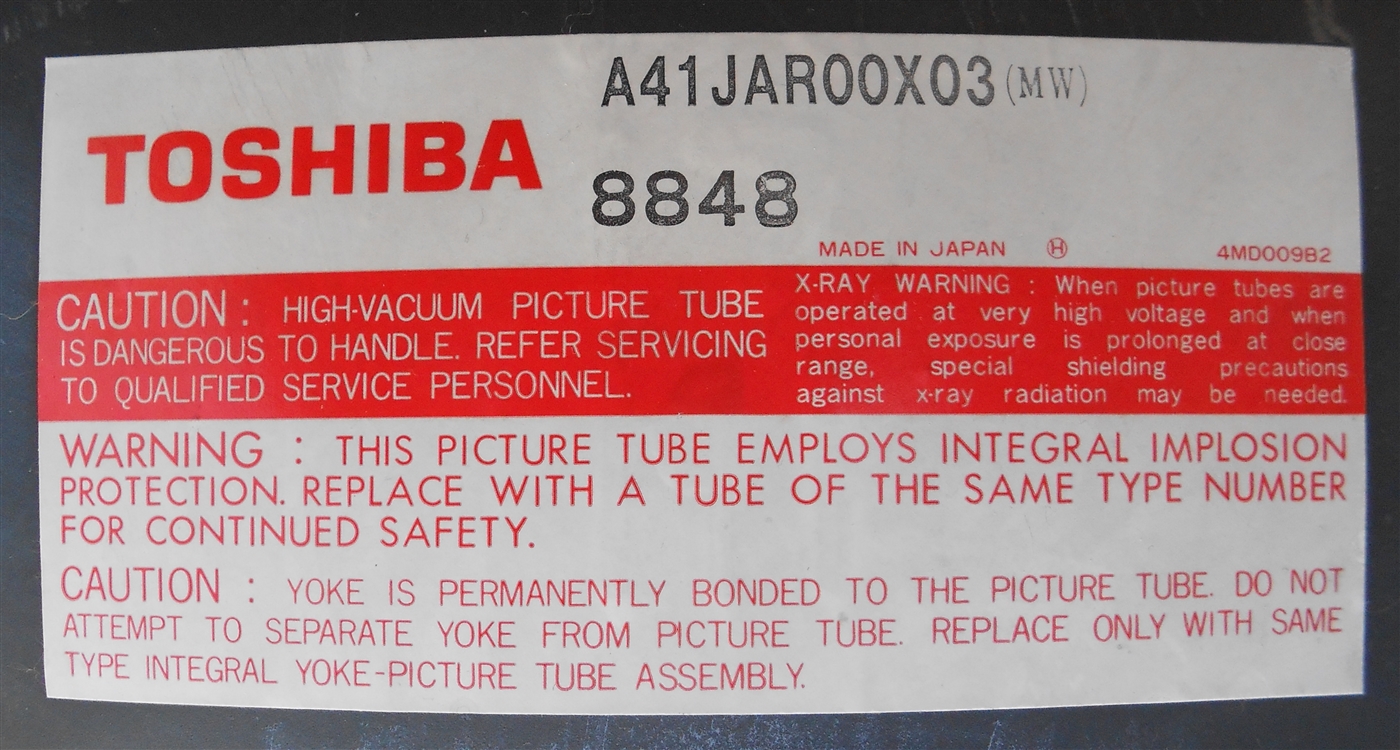 A41JAR00X03(MW)
TOSHIBA
8848
MADE IN JAPAN Ⓗ 4MD009B2
CAUTION : HIGH-VACUUM PICTURE TUBE
IS DANGEROUS TO HANDLE. REFER SERVICING
TO QUALIFIED SERVICE PERSONNEL.
X-RAY WARNING : When picture tubes are
operated at very high voltage and when
personal exposure is prolonged at close
range, special shielding precautions
against x-ray radiation may be needed.
WARNING : THIS PICTURE TUBE EMPLOYS INTEGRAL IMPLOSION
PROTECTION. REPLACE WITH A TUBE OF THE SAME TYPE NUMBER
FOR CONTINUED SAFETY.
CAUTION : YOKE IS PERMANENTLY BONDED TO THE PICTURE TUBE. DO NOT
ATTEMPT TO SEPARATE YOKE FROM PICTURE TUBE. REPLACE ONLY WITH SAME
TYPE INTEGRAL YOKE-PICTURE TUBE ASSEMBLY.